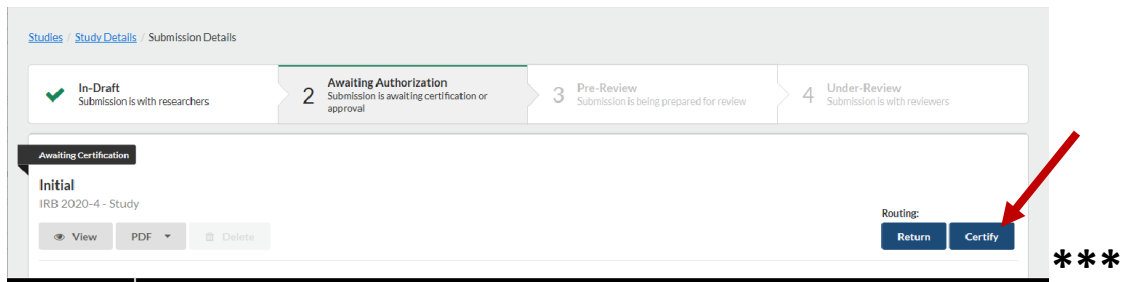 Studies / Study Details / Submission Details
In-Draft
Submission is with researchers
2 Awaiting Authorization
Submission is awaiting certification or
approval
3 Pre-Review
Submission is being prepared for review
4 Under-Review
Submission is with reviewers
Awaiting Certification
Initial
IRB 2020-4 - Study
View PDF Delete
Routing:
Return Certify
***